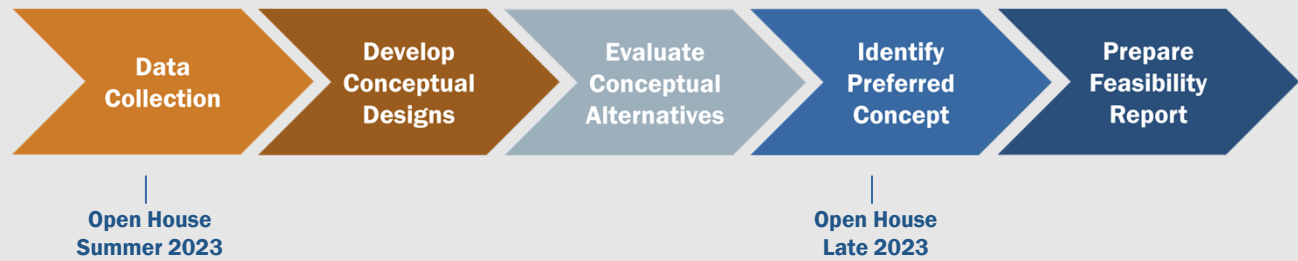 Data
Collection
Develop
Conceptual
Designs
Evaluate
Conceptual
Alternatives
Identify
Preferred
Concept
Prepare
Feasibility
Report
Open House
Summer 2023
Open House
Late 2023